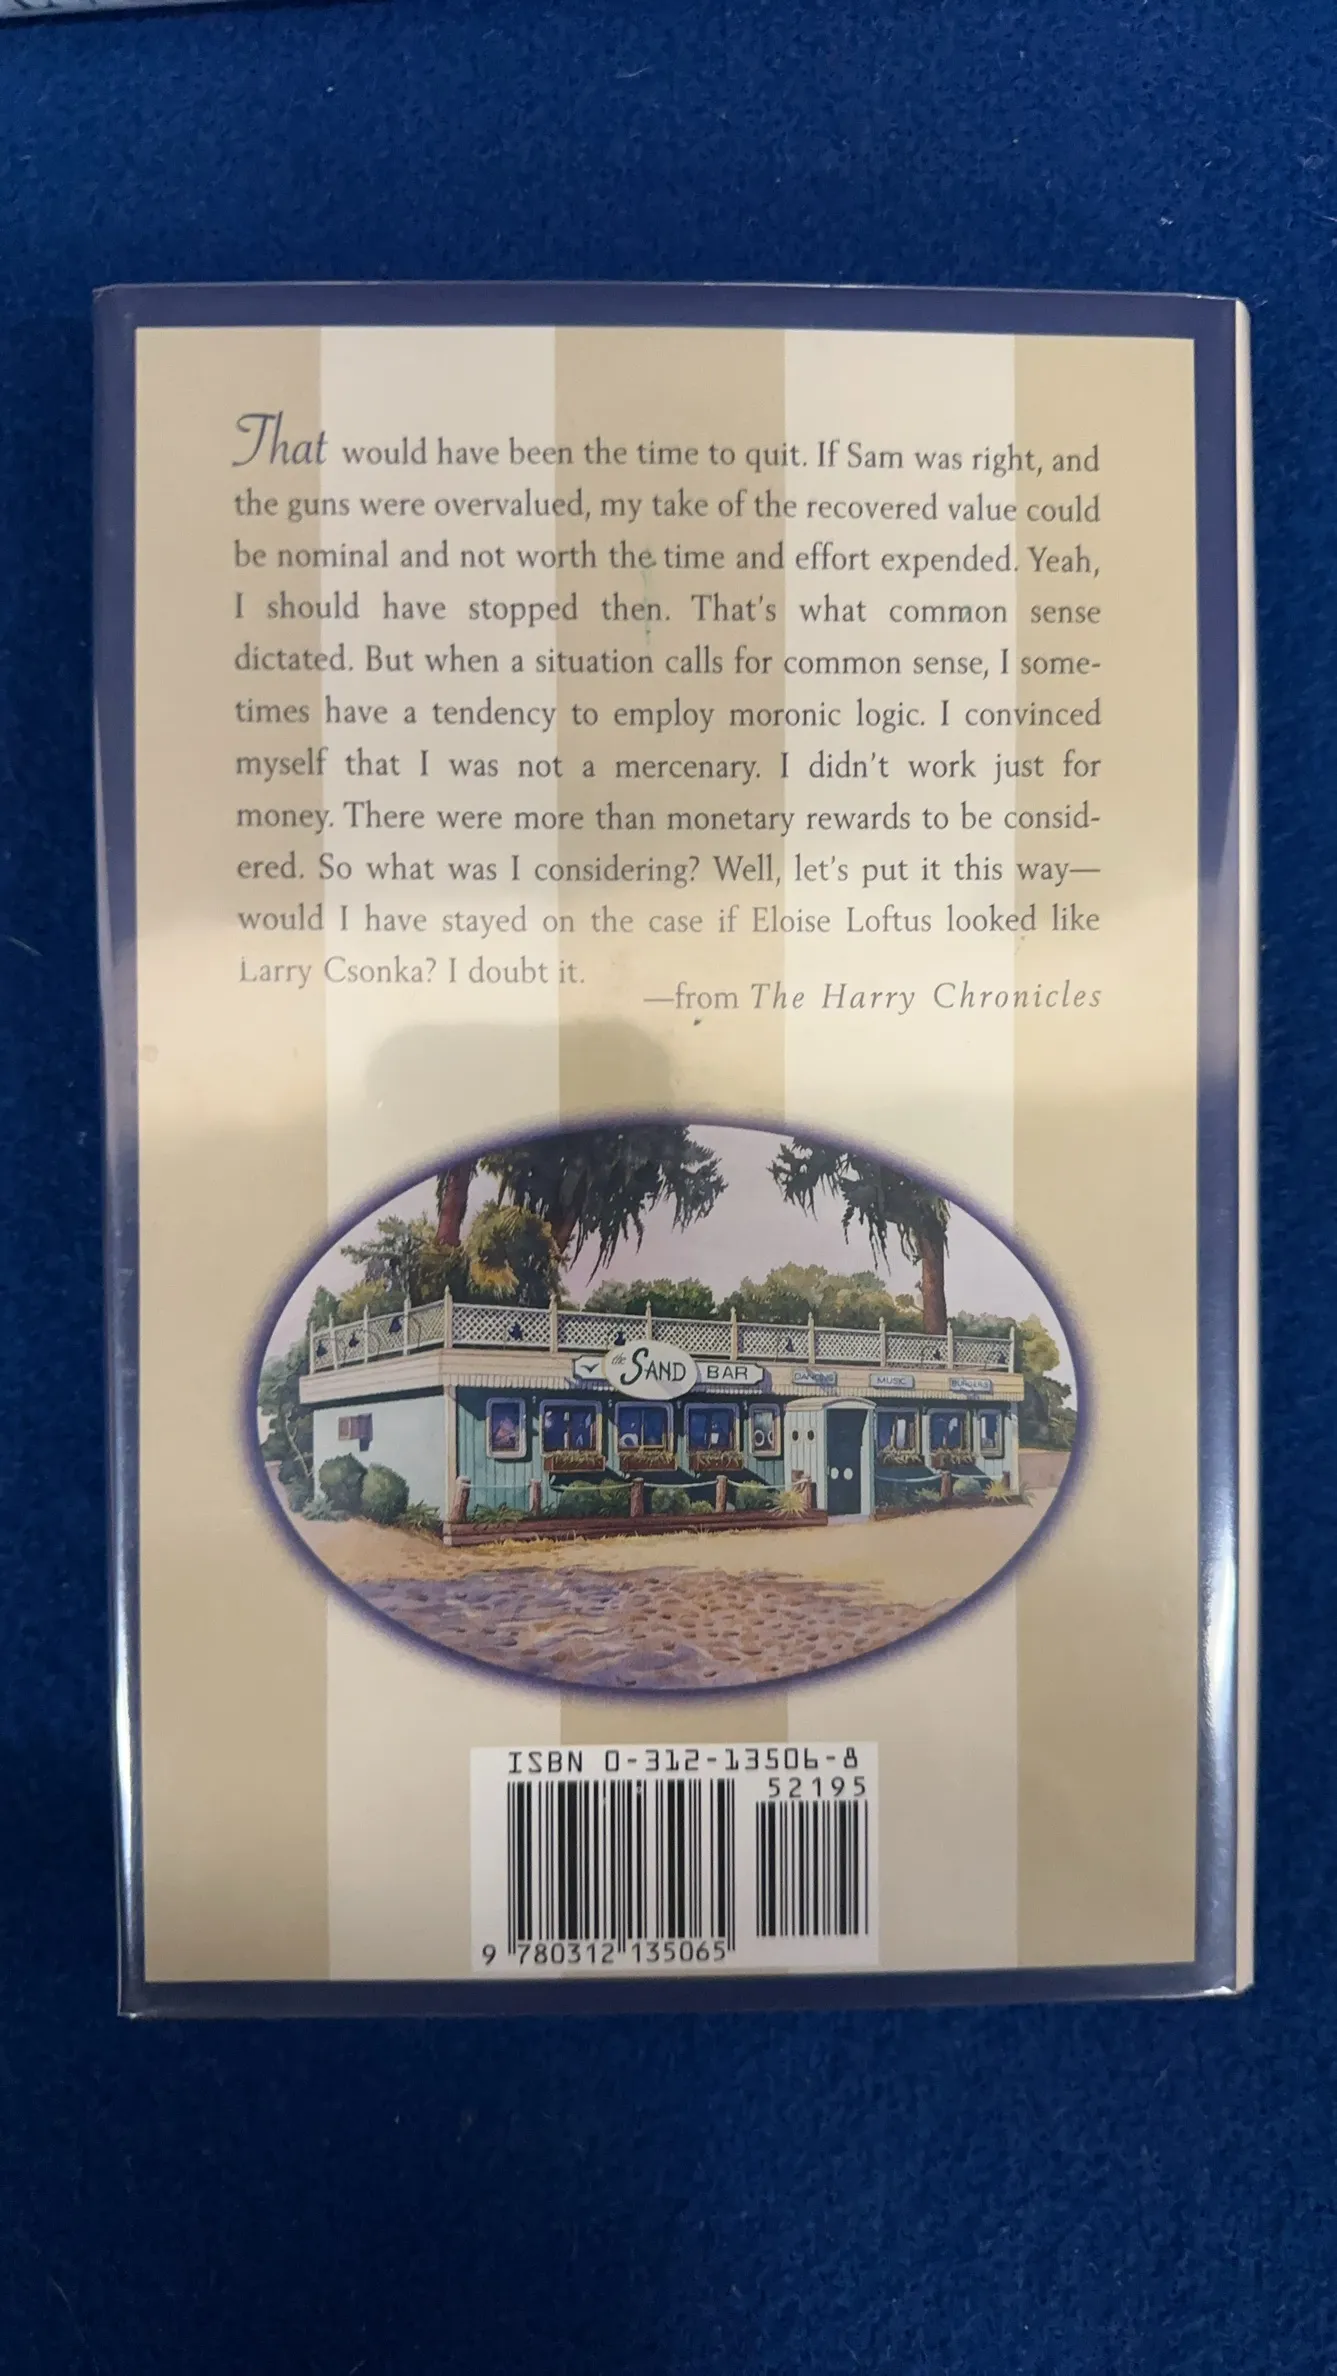 That would have been the time to quit. If Sam was right, and
the guns were overvalued, my take of the recovered value could
be nominal and not worth the time and effort expended. Yeah,
I should have stopped then. That's what common sense
dictated. But when a situation calls for common sense, I some-
times have a tendency to employ moronic logic. I convinced
myself that I was not a mercenary. I didn't work just for
money. There were more than monetary rewards to be consid-
ered. So what was I considering? Well, let's put it this way—
would I have stayed on the case if Eloise Loftus looked like
Larry Csonka? I doubt it.
—from The Harry Chronicles
the SAND BAR
DANCING
MUSIC
BURGERS
ISBN 0-312-13506-8
52195
9 780312 135065